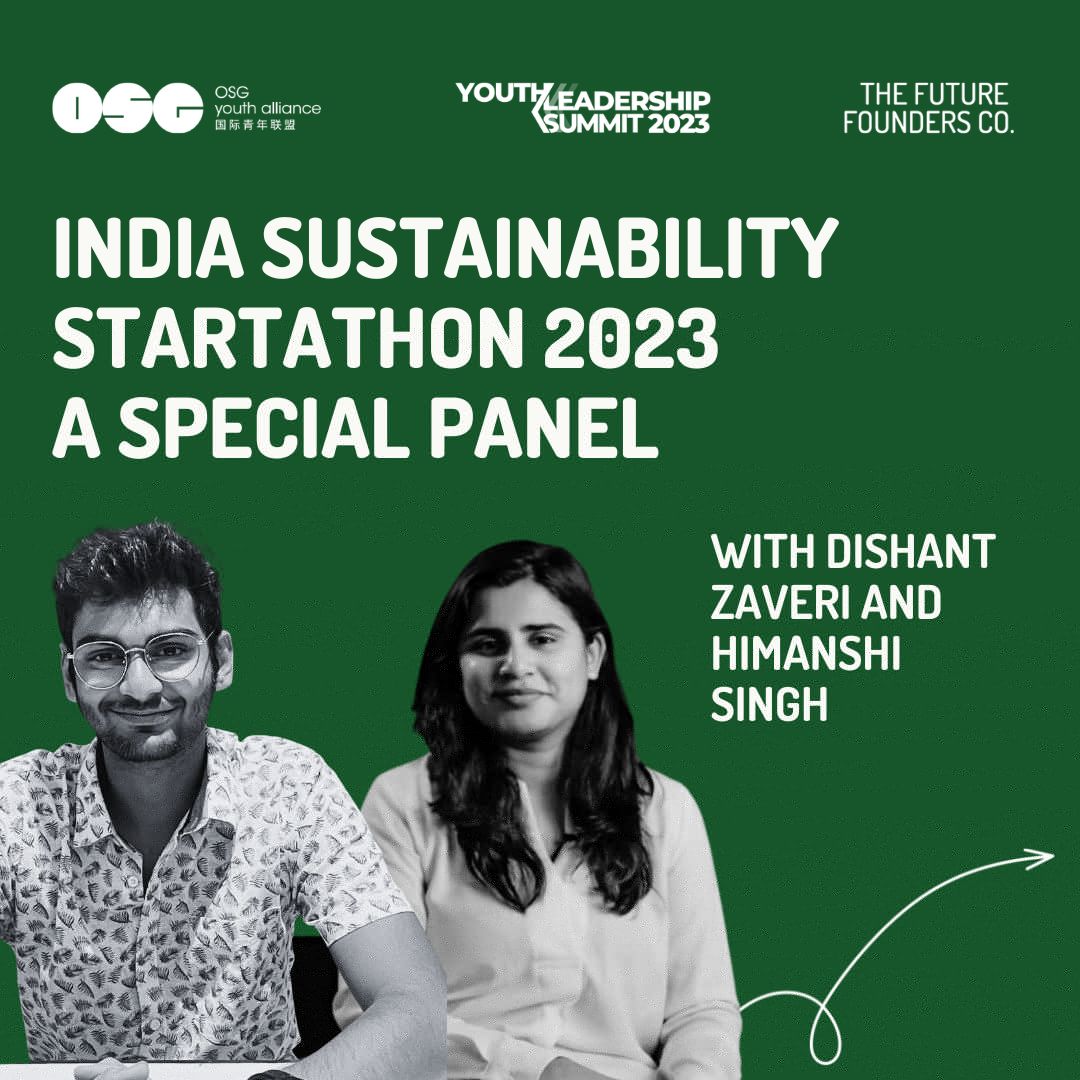 OSG
OSG
youth alliance
国际青年联盟
YOUTH
LEADERSHIP
SUMMIT 2023
THE FUTURE
FOUNDERS CO.
INDIA SUSTAINABILITY
STARTATHON 2023
A SPECIAL PANEL
WITH DISHANT
ZAVERI AND
HIMANSHI
SINGH